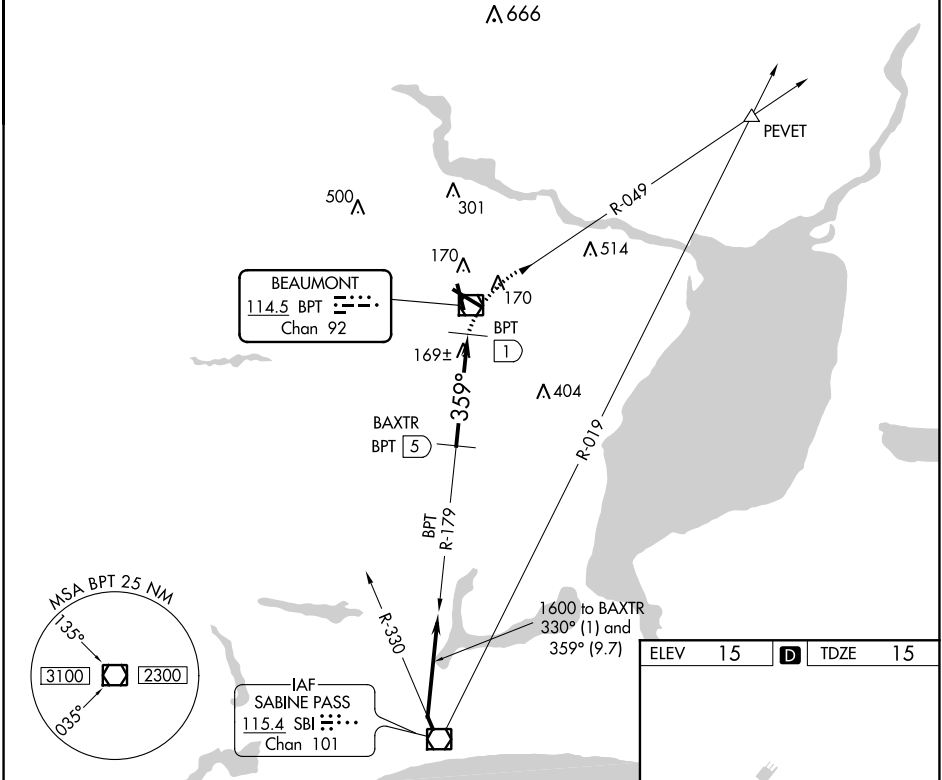 666
PEVET
R-049
500
301
514
170
170
BEAUMONT
114.5 BPT
Chan 92
BPT
1
169±
359°
404
BAXTR
BPT 5
R-019
BPT
R-179
MSA BPT 25 NM
135°
3100
2300
035°
R-330
1600 to BAXTR
330° (1) and
359° (9.7)
IAF
SABINE PASS
115.4 SBI
Chan 101
ELEV 15 D TDZE 15